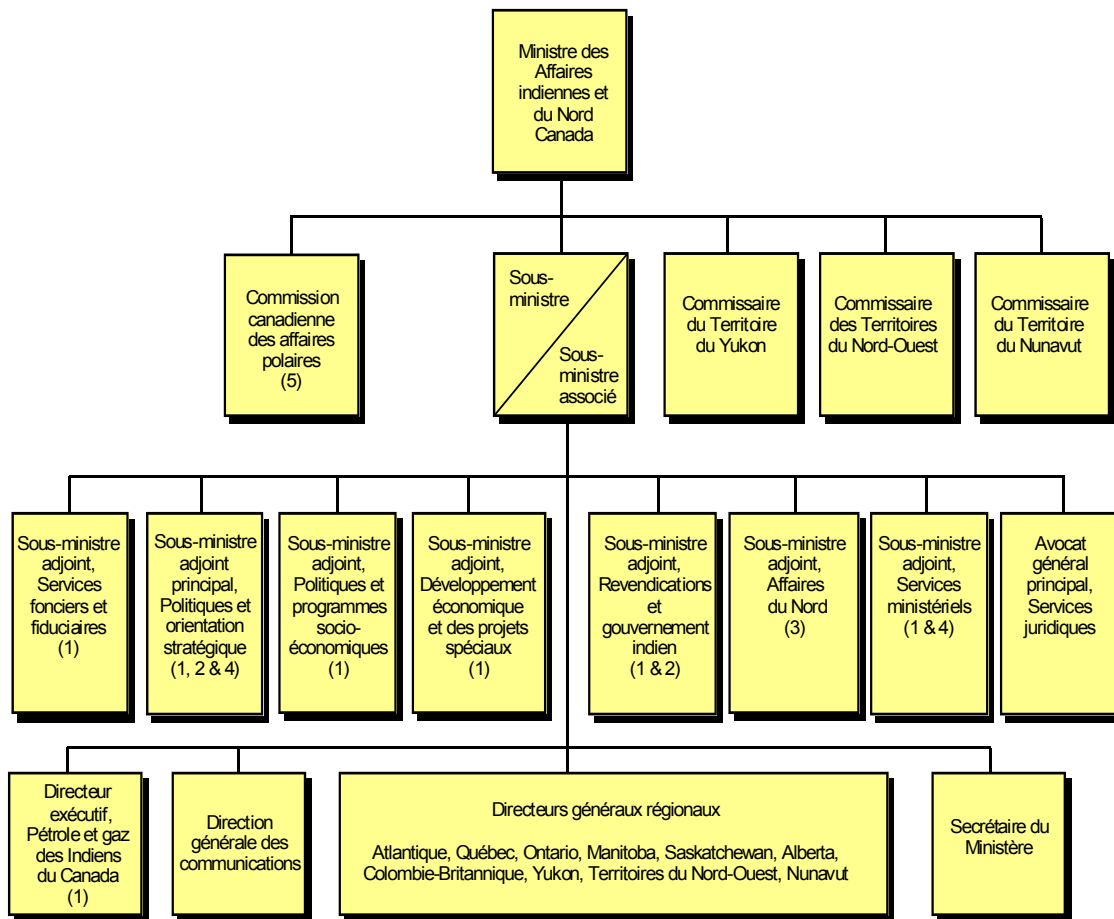 Ministre des
Affaires
indiennes et
du Nord
Canada
Commission
canadienne
des affaires
polaires
(5)
Sous-
ministre
Sous-
ministre
associé
Commissaire
du Territoire
du Yukon
Commissaire
des Territoires
du Nord-Ouest
Commissaire
du Territoire
du Nunavut
Sous-ministre
adjoint,
Services
fonciers et
fiduciaires
(1)
Sous-ministre
adjoint
principal,
Politiques et
orientation
stratégique
(1, 2 & 4)
Sous-ministre
adjoint,
Politiques et
programmes
socio-
économiques
(1)
Sous-ministre
adjoint,
Développement
économique
et des projets
spéciaux
(1)
Sous-ministre
adjoint,
Revendications
et
gouvernement
indien
(1 & 2)
Sous-ministre
adjoint,
Affaires
du Nord
(3)
Sous-ministre
adjoint,
Services
ministériels
(1 & 4)
Avocat
général
principal,
Services
juridiques
Directeur
exécutif,
Pétrole et gaz
des Indiens
du Canada
(1)
Direction
générale des
communications
Directeurs généraux régionaux
Atlantique, Québec, Ontario, Manitoba, Saskatchewan, Alberta,
Colombie-Britannique, Yukon, Territoires du Nord-Ouest, Nunavut
Secrétaire du
Ministère